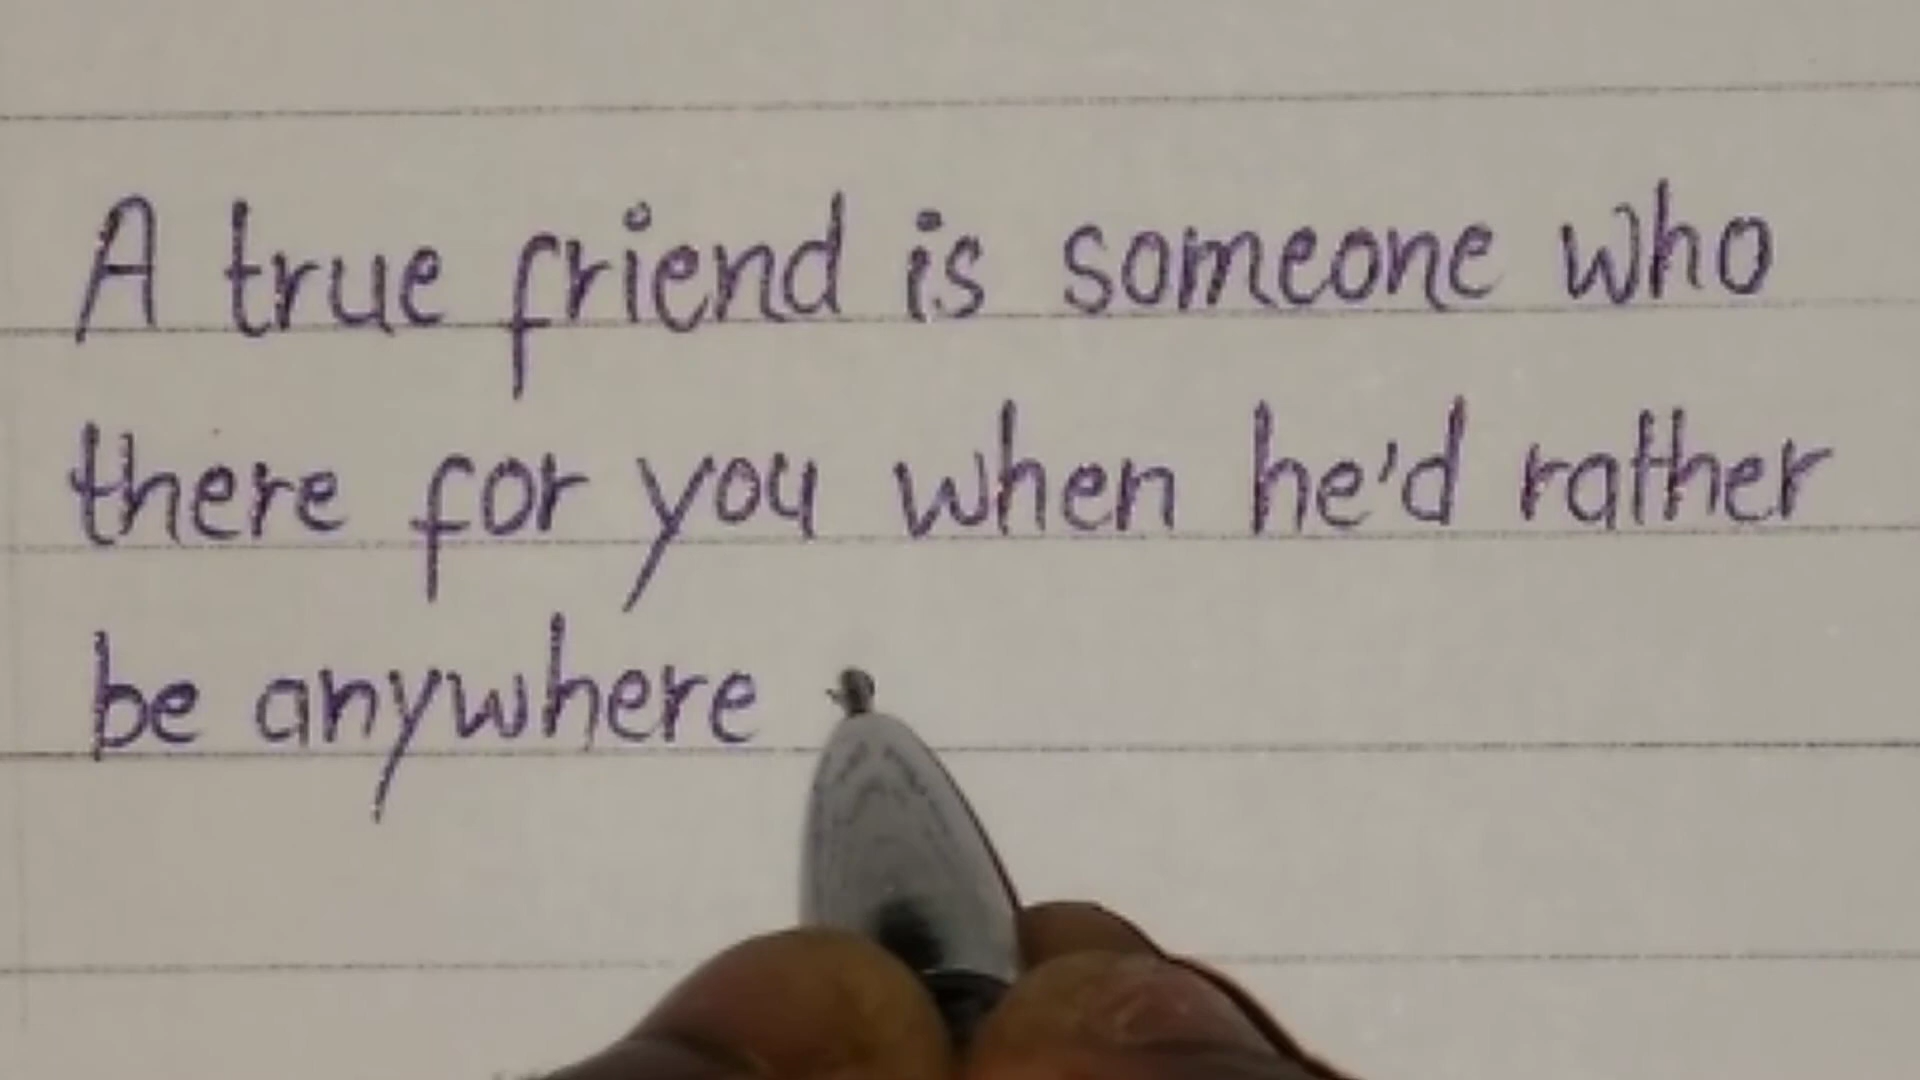 A true friend is someone who
there for you when he'd rather
be anywhere